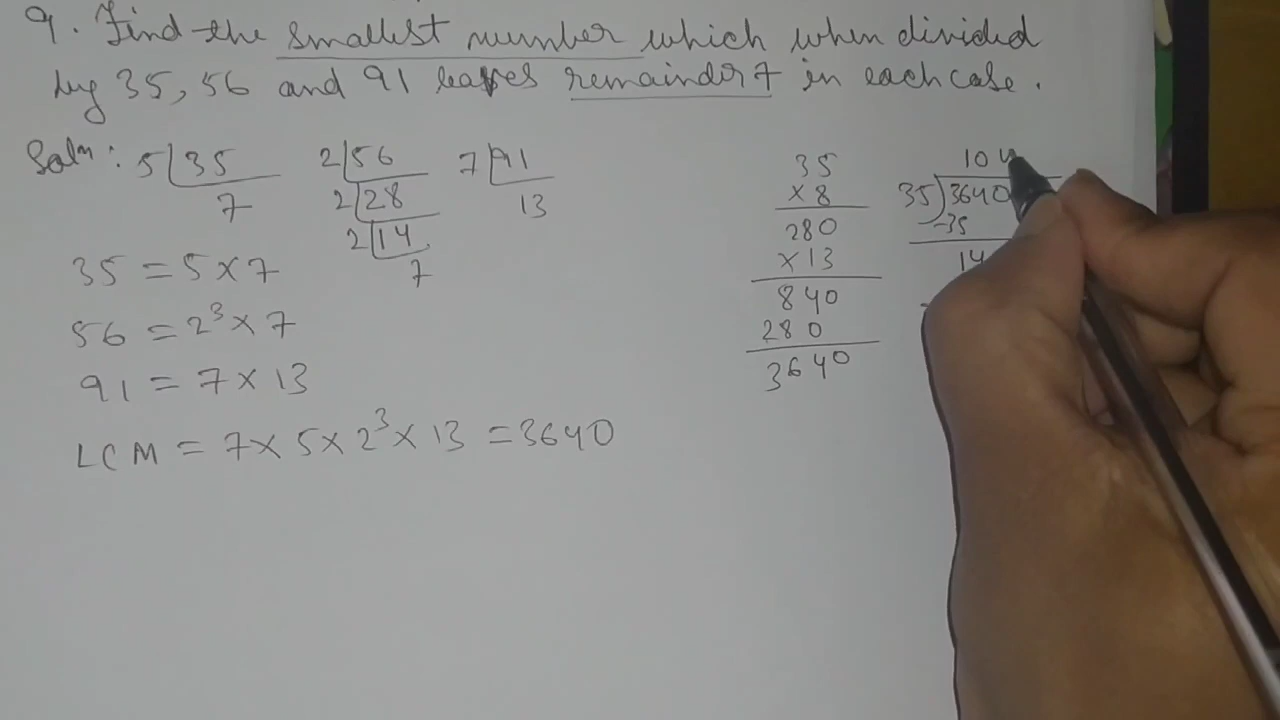 9. Find the smallest number which when divided
by 35, 56 and 91 leaves remainder 7 in each case.
Solⁿ: 5 35 2 56 7 91
7 2 28 13
2 14
7
35 = 5 × 7
56 = 2³ × 7
91 = 7 × 13
LCM = 7 × 5 × 2³ × 13 = 3640
35
× 8
280
× 13
840
280
3640
104
35)3640
-35
14